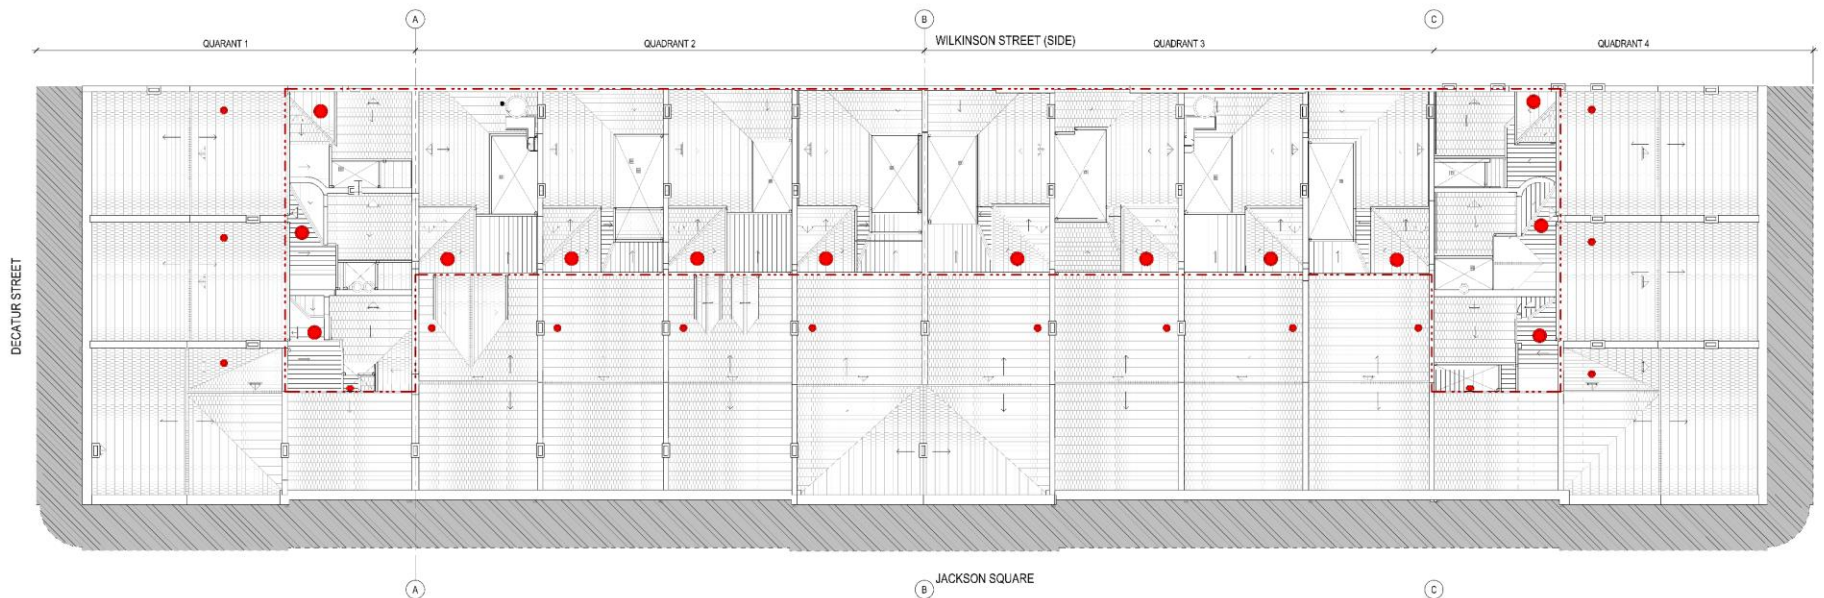 A
B
C
QUARANT 1
QUADRANT 2
WILKINSON STREET (SIDE)
QUADRANT 3
QUADRANT 4
DECATUR STREET
A
B
JACKSON SQUARE
C